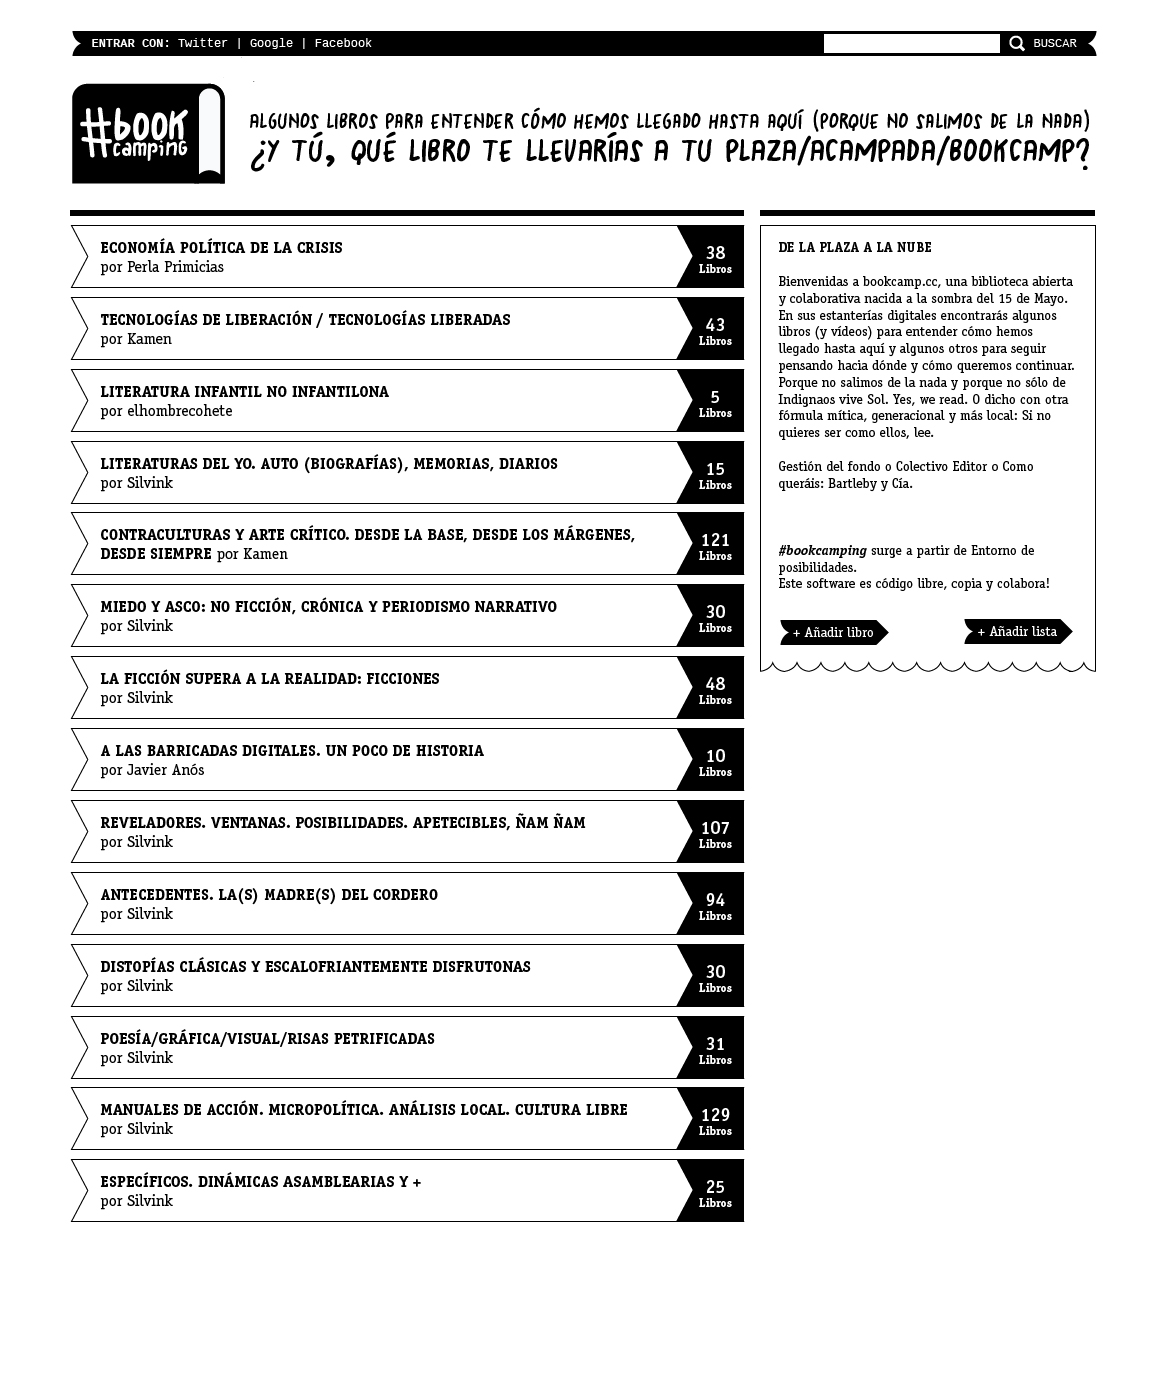 ENTRAR CON: Twitter | Google | Facebook
BUSCAR
#book
camping
ALGUNOS LIBROS PARA ENTENDER CÓMO HEMOS LLEGADO HASTA AQUÍ (PORQUE NO SALIMOS DE LA NADA)
¿Y TÚ, QUÉ LIBRO TE LLEVARÍAS A TU PLAZA/ACAMPADA/BOOKCAMP?
ECONOMÍA POLÍTICA DE LA CRISIS
por Perla Primicias
38
Libros
TECNOLOGÍAS DE LIBERACIÓN / TECNOLOGÍAS LIBERADAS
por Kamen
43
Libros
LITERATURA INFANTIL NO INFANTILONA
por elhombrecohete
5
Libros
LITERATURAS DEL YO. AUTO (BIOGRAFÍAS), MEMORIAS, DIARIOS
por Silvink
15
Libros
CONTRACULTURAS Y ARTE CRÍTICO. DESDE LA BASE, DESDE LOS MÁRGENES,
DESDE SIEMPRE por Kamen
121
Libros
MIEDO Y ASCO: NO FICCIÓN, CRÓNICA Y PERIODISMO NARRATIVO
por Silvink
30
Libros
LA FICCIÓN SUPERA A LA REALIDAD: FICCIONES
por Silvink
48
Libros
A LAS BARRICADAS DIGITALES. UN POCO DE HISTORIA
por Javier Anós
10
Libros
REVELADORES. VENTANAS. POSIBILIDADES. APETECIBLES, ÑAM ÑAM
por Silvink
107
Libros
ANTECEDENTES. LA(S) MADRE(S) DEL CORDERO
por Silvink
94
Libros
DISTOPÍAS CLÁSICAS Y ESCALOFRIANTEMENTE DISFRUTONAS
por Silvink
30
Libros
POESÍA/GRÁFICA/VISUAL/RISAS PETRIFICADAS
por Silvink
31
Libros
MANUALES DE ACCIÓN. MICROPOLÍTICA. ANÁLISIS LOCAL. CULTURA LIBRE
por Silvink
129
Libros
ESPECÍFICOS. DINÁMICAS ASAMBLEARIAS Y +
por Silvink
25
Libros
DE LA PLAZA A LA NUBE
Bienvenidas a bookcamp.cc, una biblioteca abierta
y colaborativa nacida a la sombra del 15 de Mayo.
En sus estanterías digitales encontrarás algunos
libros (y vídeos) para entender cómo hemos
llegado hasta aquí y algunos otros para seguir
pensando hacia dónde y cómo queremos continuar.
Porque no salimos de la nada y porque no sólo de
Indignaos vive Sol. Yes, we read. O dicho con otra
fórmula mítica, generacional y más local: Si no
quieres ser como ellos, lee.
Gestión del fondo o Colectivo Editor o Como
queráis: Bartleby y Cía.
#bookcamping surge a partir de Entorno de
posibilidades.
Este software es código libre, copia y colabora!
+ Añadir libro
+ Añadir lista